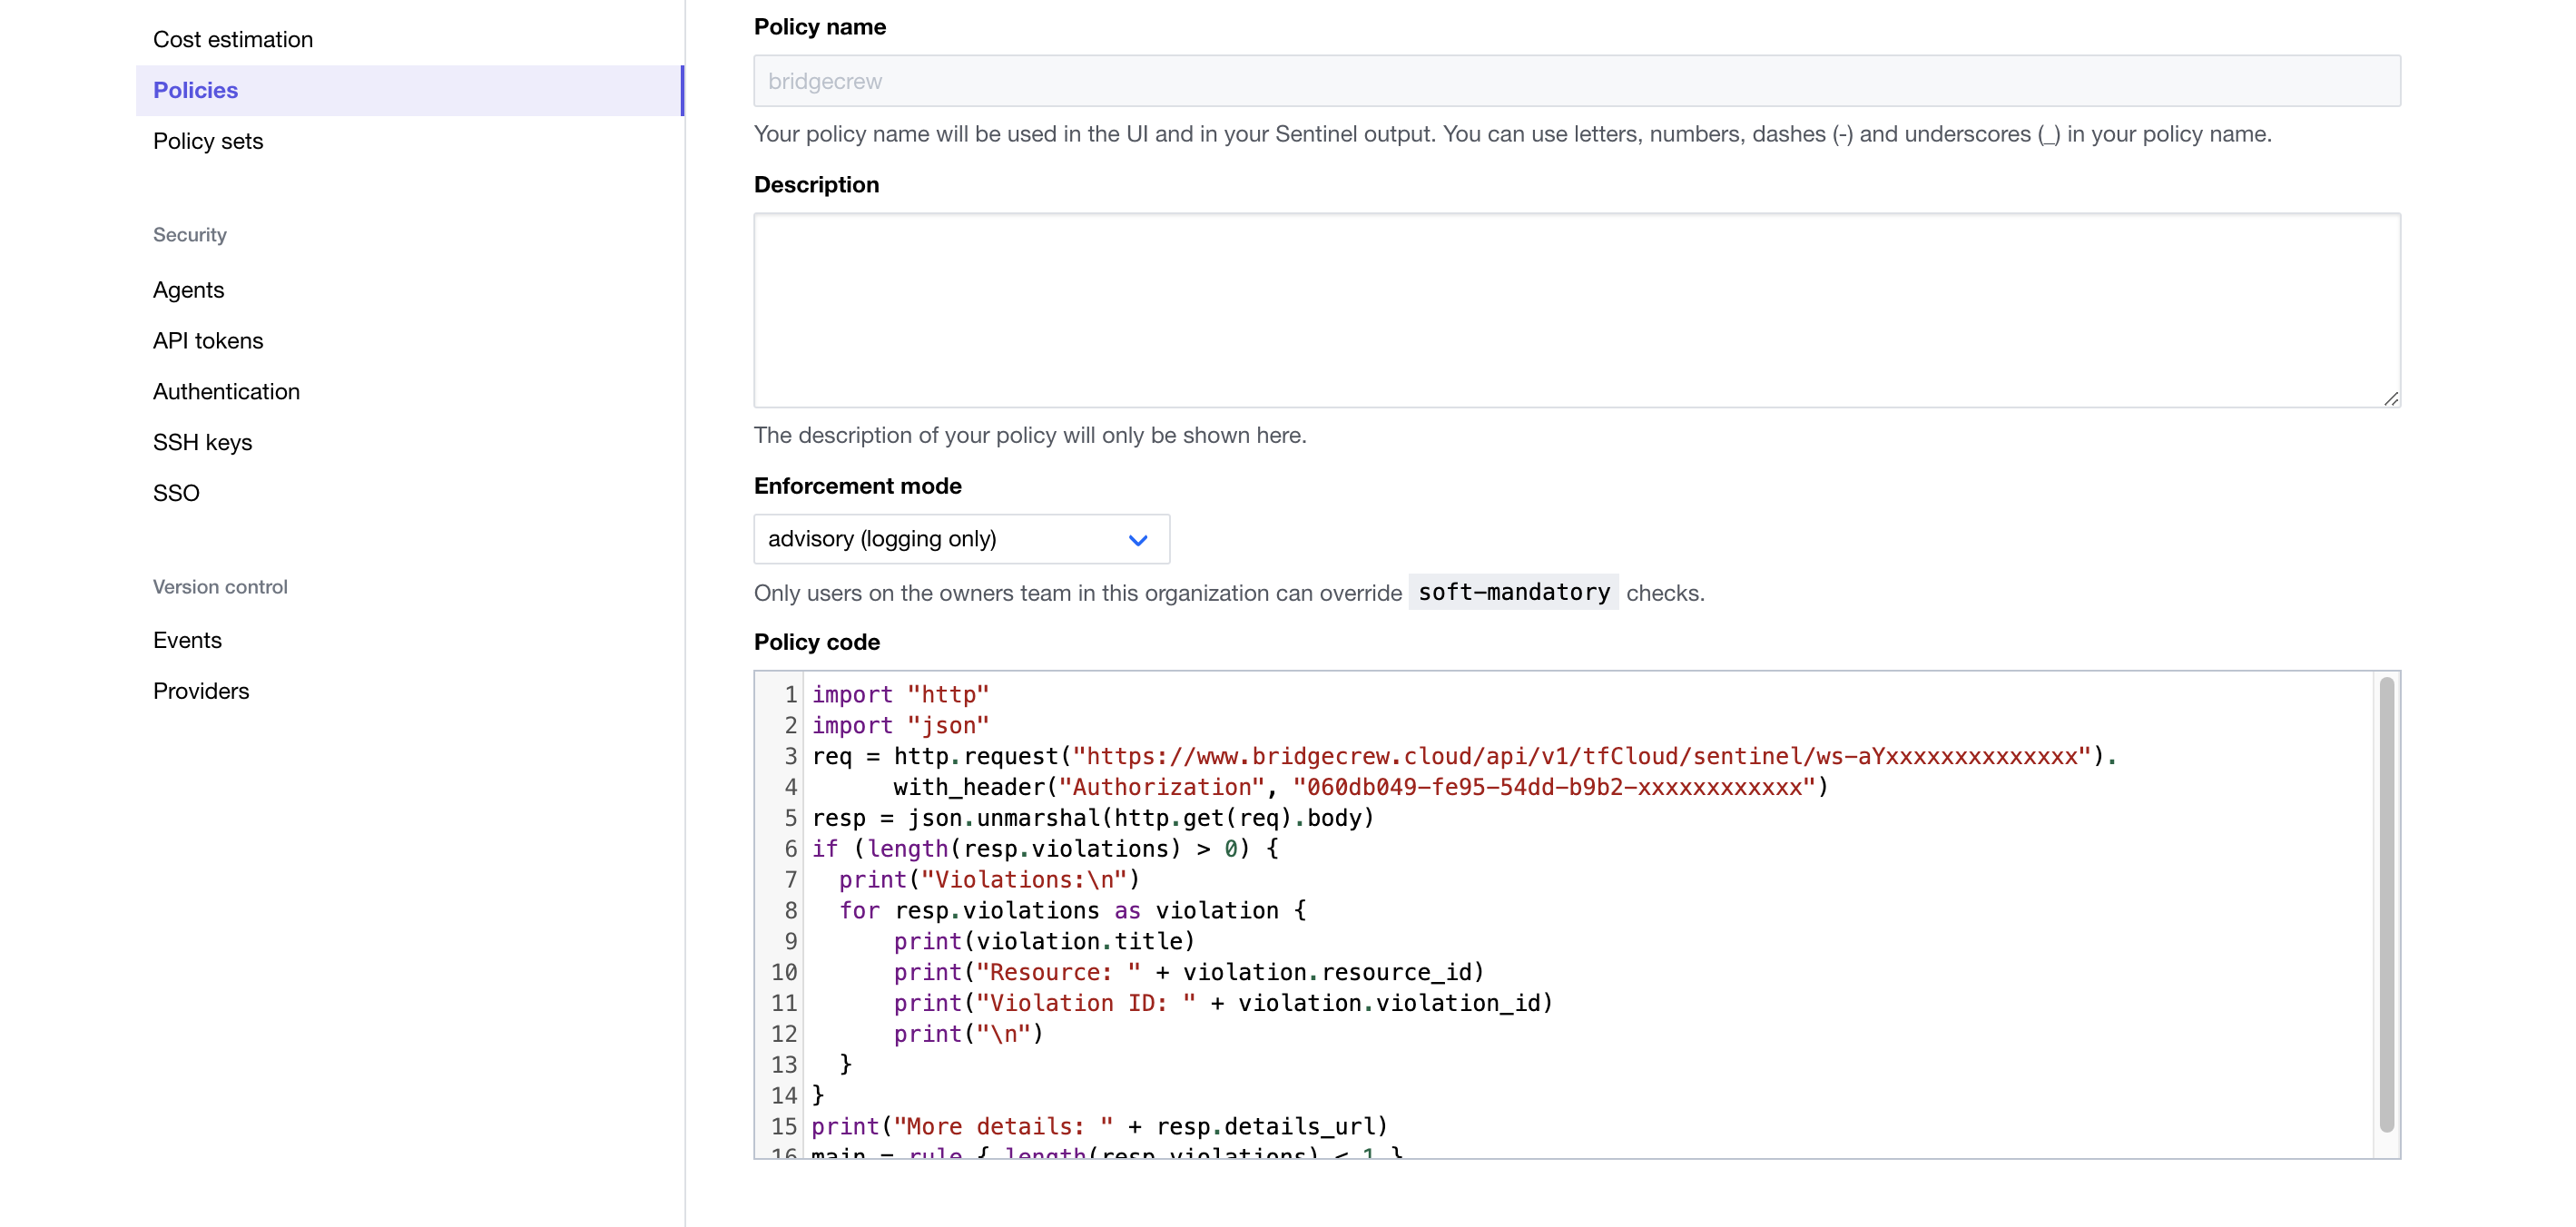 Cost estimation
Policies
Policy sets
Security
Agents
API tokens
Authentication
SSH keys
SSO
Version control
Events
Providers
Policy name
bridgecrew
Your policy name will be used in the UI and in your Sentinel output. You can use letters, numbers, dashes (-) and underscores (_) in your policy name.
Description
The description of your policy will only be shown here.
Enforcement mode
advisory (logging only)
Only users on the owners team in this organization can override soft-mandatory checks.
Policy code
1 import "http"
2 import "json"
3 req = http.request("https://www.bridgecrew.cloud/api/v1/tfCloud/sentinel/ws-aYxxxxxxxxxxxxxx").
4       with_header("Authorization", "060db049-fe95-54dd-b9b2-xxxxxxxxxxxx")
5 resp = json.unmarshal(http.get(req).body)
6 if (length(resp.violations) > 0) {
7   print("Violations:\n")
8   for resp.violations as violation {
9       print(violation.title)
10       print("Resource: " + violation.resource_id)
11       print("Violation ID: " + violation.violation_id)
12       print("\n")
13   }
14 }
15 print("More details: " + resp.details_url)
16 main = rule { length(resp.violations) < 1 }